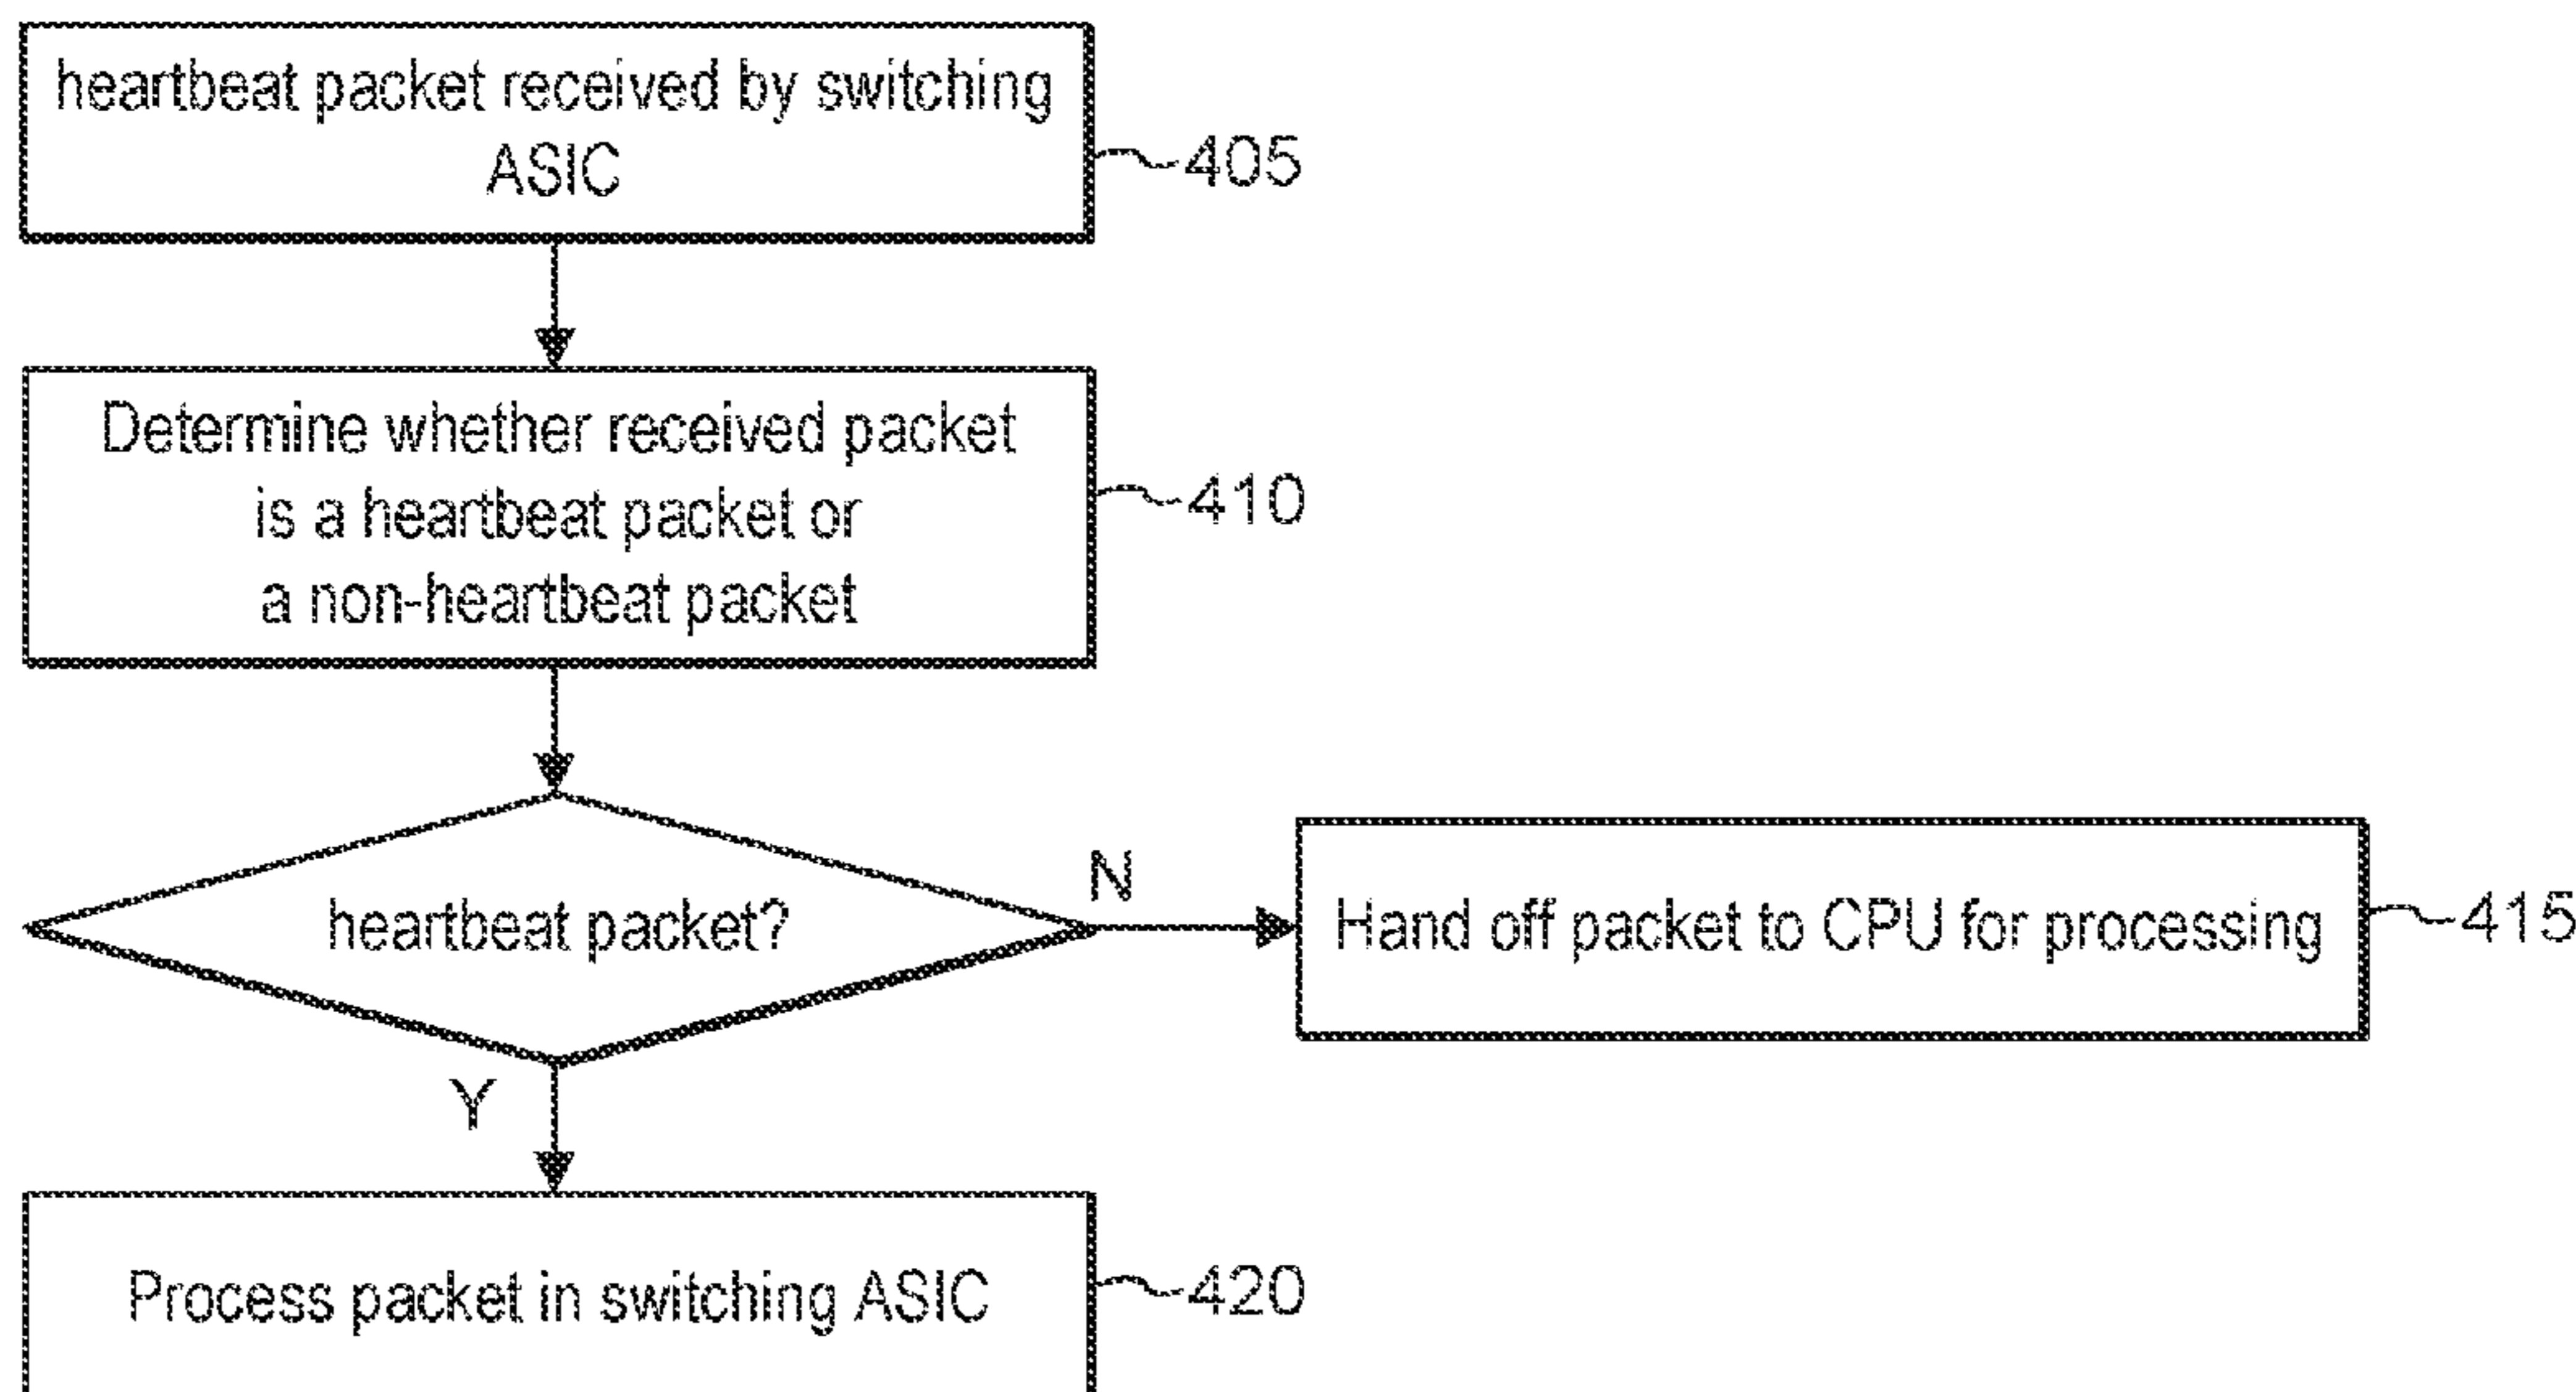 heartbeat packet received by switching
ASIC
405
Determine whether received packet
is a heartbeat packet or
a non-heartbeat packet
410
heartbeat packet?
N
Hand off packet to CPU for processing
415
Y
Process packet in switching ASIC
420